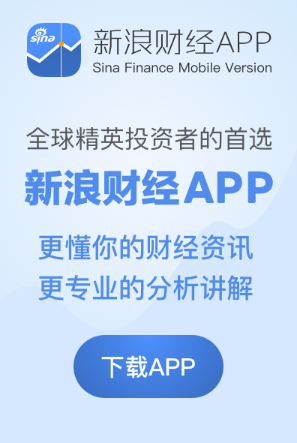 sina
新浪财经APP
Sina Finance Mobile Version
全球精英投资者的首选
新浪财经APP
更懂你的财经资讯
更专业的分析讲解
下载APP